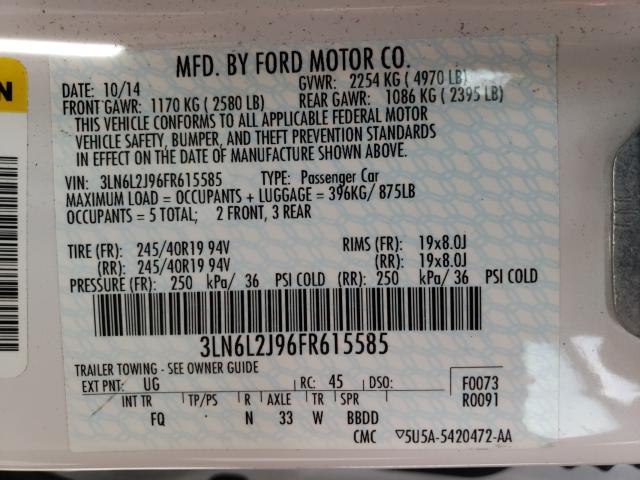 MFD. BY FORD MOTOR CO.
DATE: 10/14 GVWR: 2254 KG ( 4970 LB)
FRONT GAWR: 1170 KG ( 2580 LB) REAR GAWR: 1086 KG ( 2395 LB)
THIS VEHICLE CONFORMS TO ALL APPLICABLE FEDERAL MOTOR
VEHICLE SAFETY, BUMPER, AND THEFT PREVENTION STANDARDS
IN EFFECT ON THE DATE OF MANUFACTURE SHOWN ABOVE.
VIN: 3LN6L2J96FR615585 TYPE: Passenger Car
MAXIMUM LOAD = OCCUPANTS + LUGGAGE = 396KG/ 875LB
OCCUPANTS = 5 TOTAL; 2 FRONT, 3 REAR
TIRE (FR): 245/40R19 94V RIMS (FR): 19x8.0J
(RR): 245/40R19 94V (RR): 19x8.0J
PRESSURE (FR): 250 kPa/ 36 PSI COLD (RR): 250 kPa/ 36 PSI COLD
3LN6L2J96FR615585
TRAILER TOWING - SEE OWNER GUIDE
EXT PNT: UG RC: 45 DSO: F0073
R0091
INT TR TP/PS R AXLE TR SPR
FQ N 33 W BBDD
CMC ▽5U5A-5420472-AA